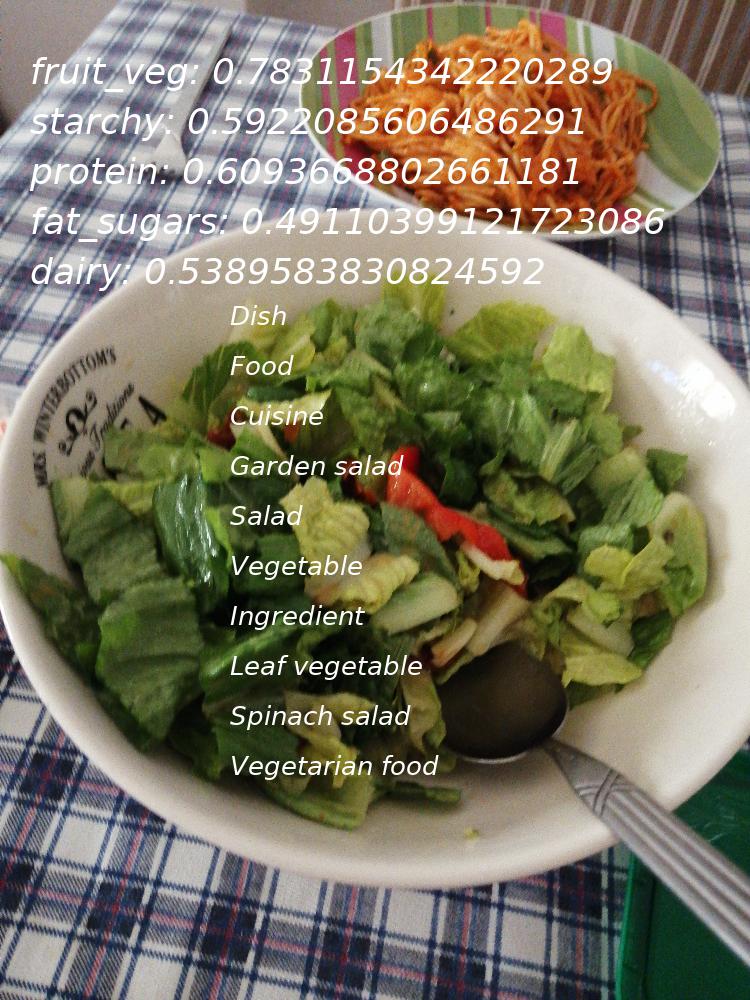 fruit_veg: 0.7831154342220289
starchy: 0.5922085606486291
protein: 0.6093668802661181
fat_sugars: 0.49110399121723086
dairy: 0.5389583830824592
Dish
Food
Cuisine
Garden salad
Salad
Vegetable
Ingredient
Leaf vegetable
Spinach salad
Vegetarian food
MRS WINTERBOTTOM'S
Traditions